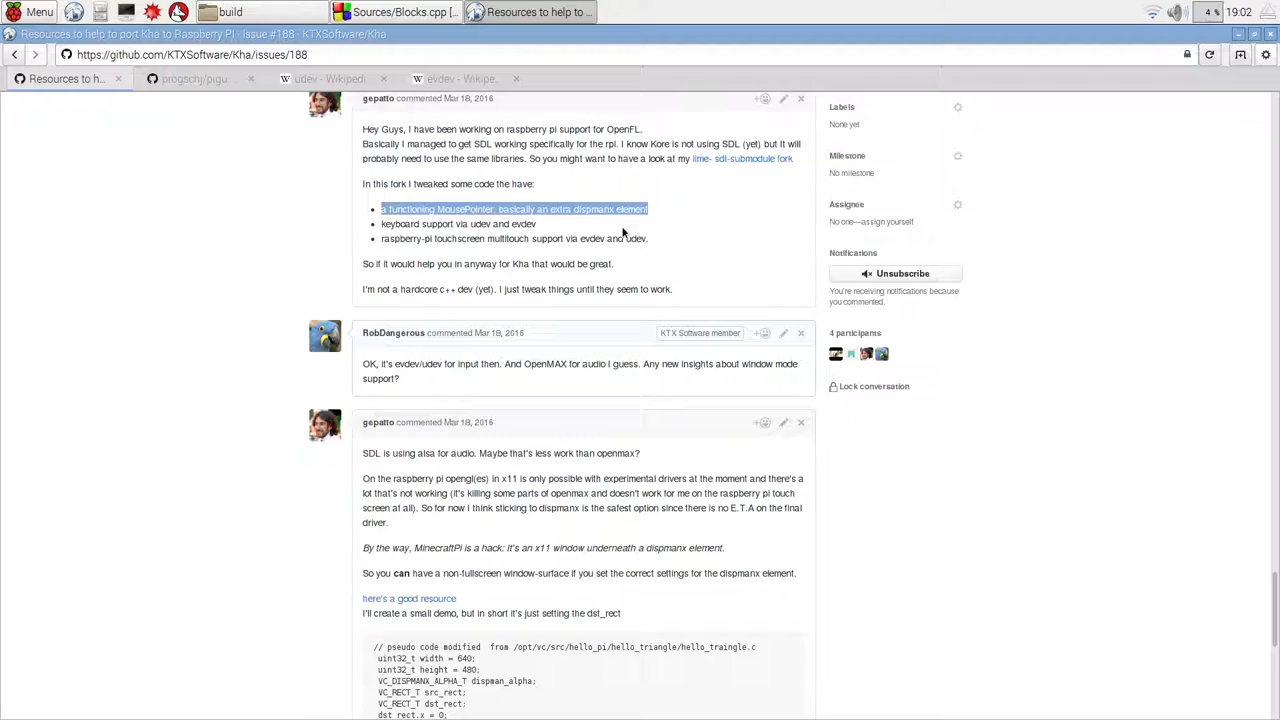 Menu
build
Sources/Blocks.cpp [...
Resources to help to ...
4 %
19:02
Resources to help to port Kha to Raspberry Pi · Issue #188 · KTXSoftware/Kha
https://github.com/KTXSoftware/Kha/issues/188
Resources to h...
progschj/pigu...
udev - Wikipedi...
evdev - Wikipe...
gepatto commented Mar 18, 2016
Hey Guys, I have been working on raspberry pi support for OpenFL.
Basically I managed to get SDL working specifically for the rpi. I know Kore is not using SDL (yet) but It will
probably need to use the same libraries. So you might want to have a look at my lime- sdl-submodule fork
In this fork I tweaked some code the have:
a functioning MousePointer: basically an extra dispmanx element
keyboard support via udev and evdev
raspberry-pi touchscreen multitouch support via evdev and udev.
So if it would help you in anyway for Kha that would be great.
I'm not a hardcore c++ dev (yet). I just tweak things until they seem to work.
RobDangerous commented Mar 18, 2016
KTX Software member
OK, it's evdev/udev for input then. And OpenMAX for audio I guess. Any new insights about window mode
support?
gepatto commented Mar 18, 2016
SDL is using alsa for audio. Maybe that's less work than openmax?
On the raspberry pi opengl(es) in x11 is only possible with experimental drivers at the moment and there's a
lot that's not working (it's killing some parts of openmax and doesn't work for me on the raspberry pi touch
screen at all). So for now I think sticking to dispmanx is the safest option since there is no E.T.A on the final
driver.
By the way, MinecraftPi is a hack: It's an x11 window underneath a dispmanx element.
So you can have a non-fullscreen window-surface if you set the correct settings for the dispmanx element.
here's a good resource
I'll create a small demo, but in short it's just setting the dst_rect
// pseudo code modified  from /opt/vc/src/hello_pi/hello_triangle/hello_traingle.c
uint32_t width = 640;
uint32_t height = 480;
VC_DISPMANX_ALPHA_T dispman_alpha;
VC_RECT_T src_rect;
VC_RECT_T dst_rect;
dst_rect.x = 0;
Labels
None yet
Milestone
No milestone
Assignee
No one—assign yourself
Notifications
Unsubscribe
You're receiving notifications because
you commented.
4 participants
Lock conversation